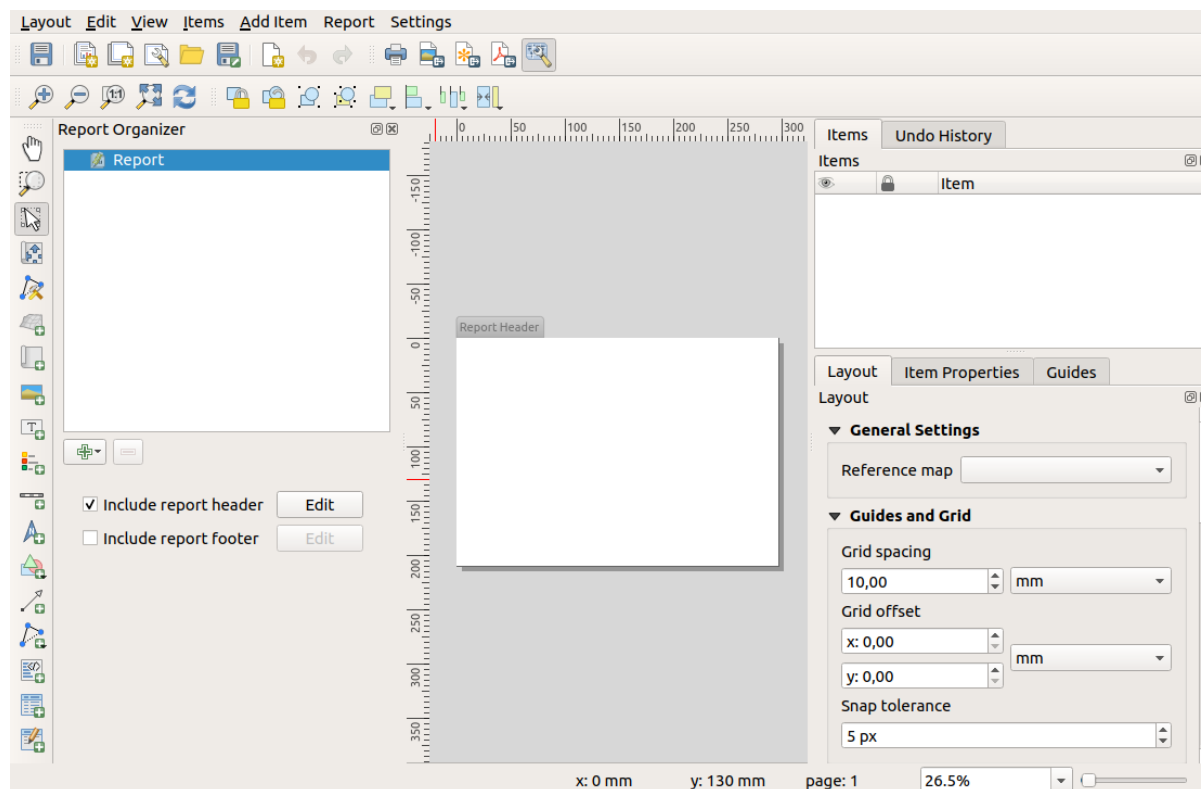 Layout Edit View Items Add Item Report Settings
1:1
Report Organizer
Report
Include report header Edit
Include report footer Edit
0 50 100 150 200 250 300
-150
-100
-50
0
50
100
150
200
250
300
350
Report Header
Items Undo History
Items
Item
Layout Item Properties Guides
Layout
General Settings
Reference map
Guides and Grid
Grid spacing
10,00 mm
Grid offset
x: 0,00
mm
y: 0,00
Snap tolerance
5 px
x: 0 mm y: 130 mm page: 1 26.5%